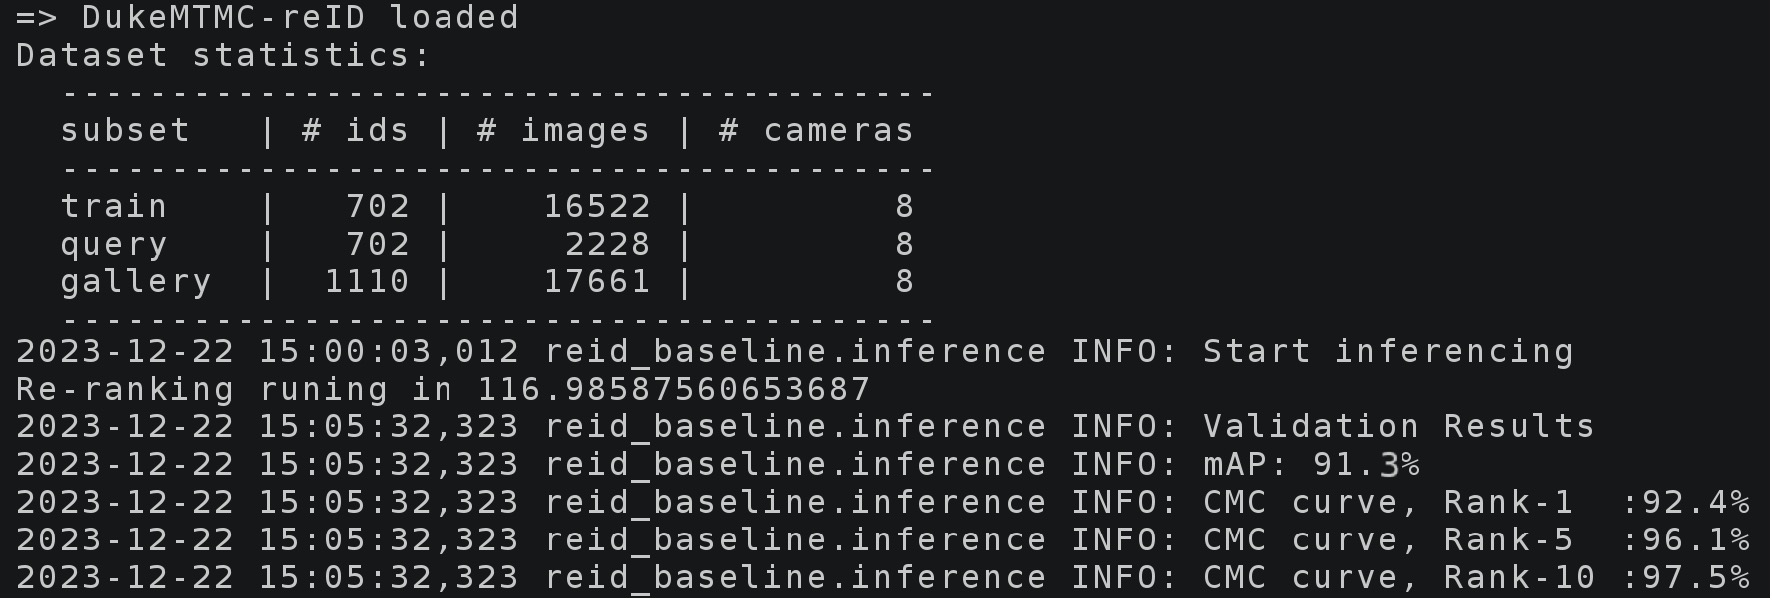 => DukeMTMC-reID loaded
Dataset statistics:
  ----------------------------------------
  subset   | # ids | # images | # cameras
  ----------------------------------------
  train    |   702 |    16522 |         8
  query    |   702 |     2228 |         8
  gallery  |  1110 |    17661 |         8
  ----------------------------------------
2023-12-22 15:00:03,012 reid_baseline.inference INFO: Start inferencing
Re-ranking runing in 116.98587560653687
2023-12-22 15:05:32,323 reid_baseline.inference INFO: Validation Results
2023-12-22 15:05:32,323 reid_baseline.inference INFO: mAP: 91.3%
2023-12-22 15:05:32,323 reid_baseline.inference INFO: CMC curve, Rank-1  :92.4%
2023-12-22 15:05:32,323 reid_baseline.inference INFO: CMC curve, Rank-5  :96.1%
2023-12-22 15:05:32,323 reid_baseline.inference INFO: CMC curve, Rank-10 :97.5%